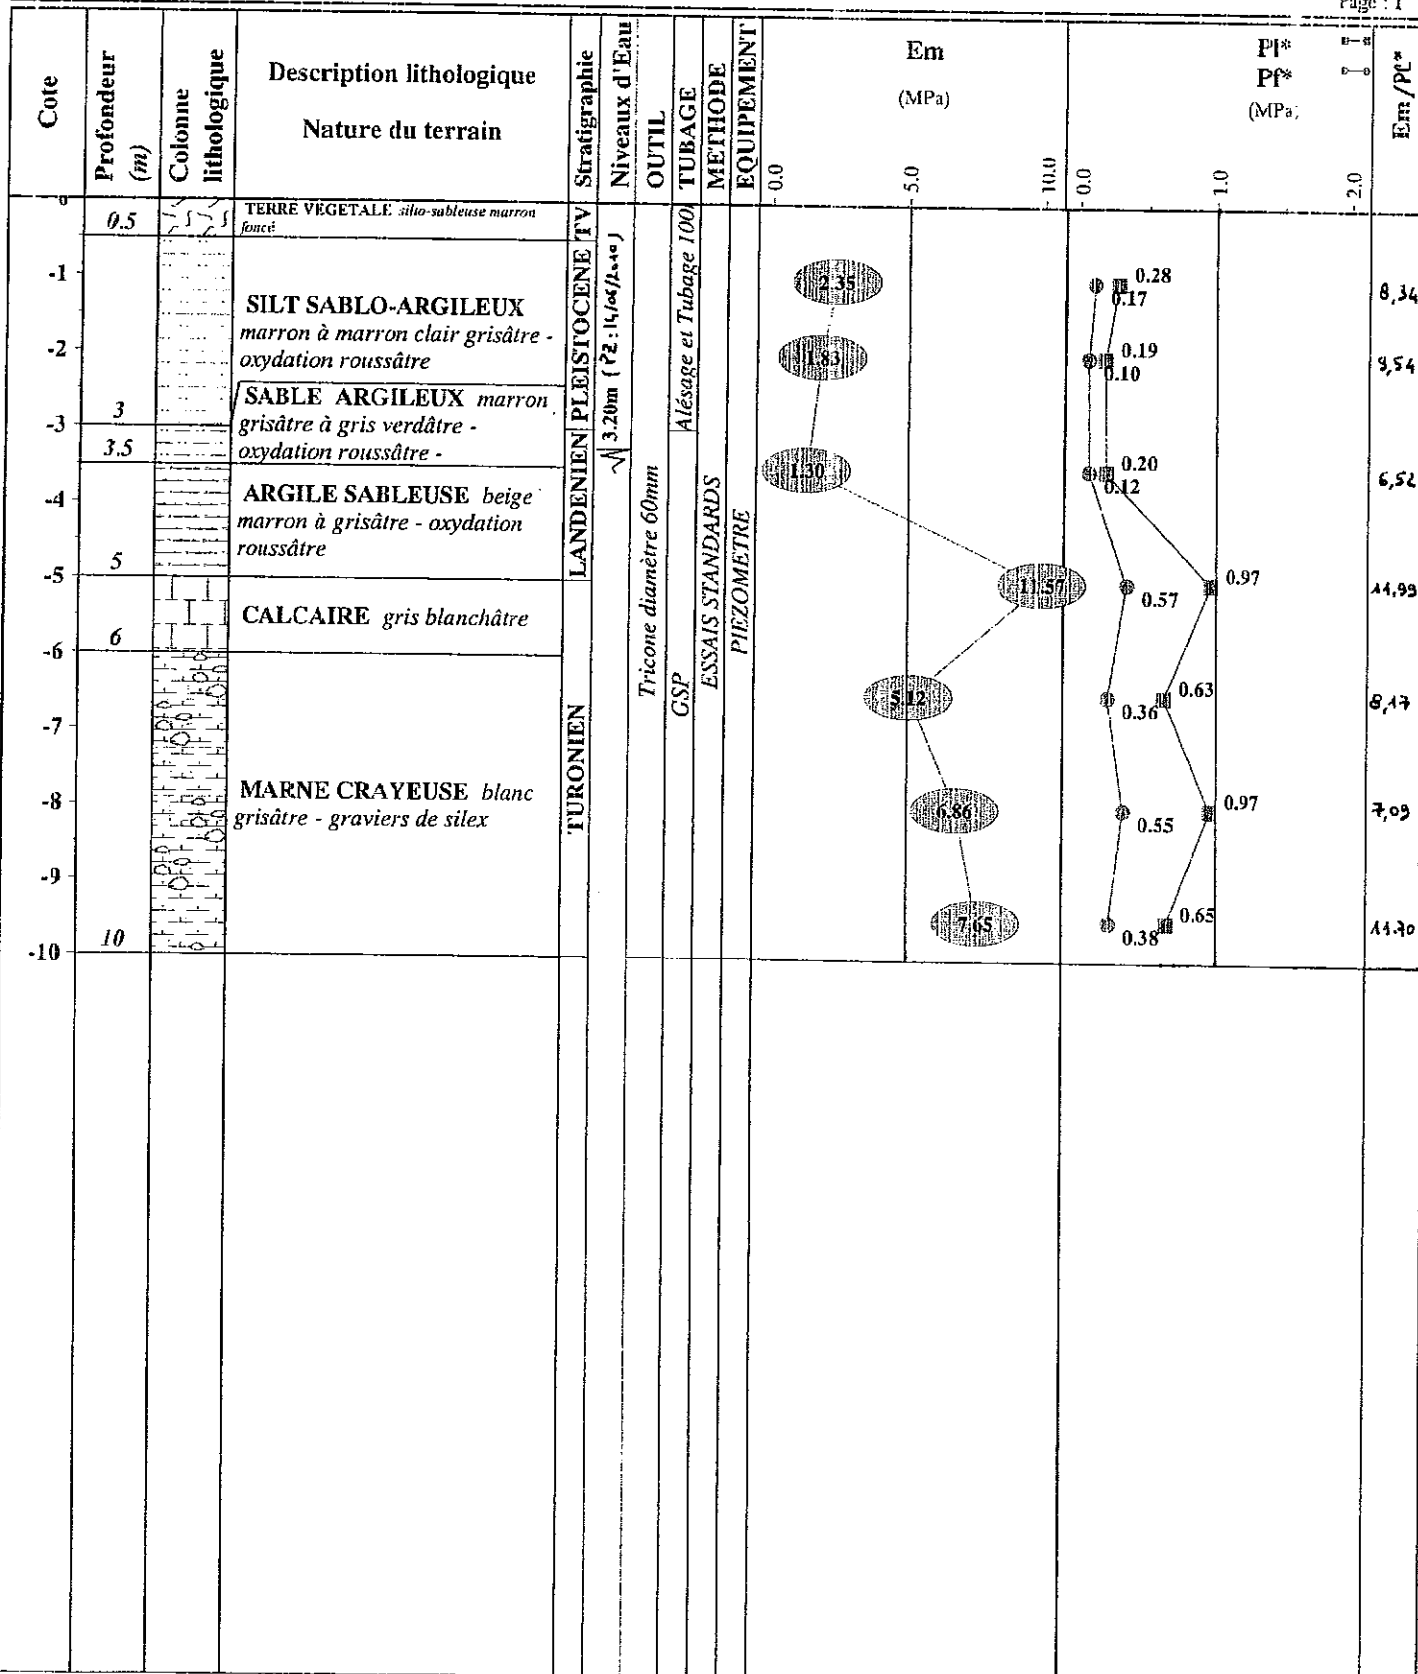 Page : 1
Cote
Profondeur
(m)
Colonne
lithologique
Description lithologique
Nature du terrain
Stratigraphie
Niveaux d'Eau
OUTIL
TUBAGE
METHODE
EQUIPEMENT
Em
(MPa)
0.0
5.0
10.0
Pl*
Pf*
(MPa)
0.0
1.0
2.0
Em/Pl*
0
-1
-2
-3
-4
-5
-6
-7
-8
-9
-10
0.5
3
3.5
5
6
10
TERRE VEGETALE silto-sableuse marron
foncé
SILT SABLO-ARGILEUX
marron à marron clair grisâtre -
oxydation roussâtre
SABLE ARGILEUX marron
grisâtre à gris verdâtre -
oxydation roussâtre -
ARGILE SABLEUSE beige
marron à grisâtre - oxydation
roussâtre
CALCAIRE gris blanchâtre
MARNE CRAYEUSE blanc
grisâtre - graviers de silex
TV
PLEISTOCENE
LANDENIEN
TURONIEN
3.20m
Tricone diamètre 60mm
Alésage et Tubage 100
GSP
ESSAIS STANDARDS
PIEZOMETRE
2.35
1.83
1.30
11.57
5.12
6.86
7.65
0.28
0.17
0.19
0.10
0.20
0.12
0.97
0.57
0.63
0.36
0.97
0.55
0.65
0.38
8,34
9,54
6,52
11,99
8,17
7,09
11.70